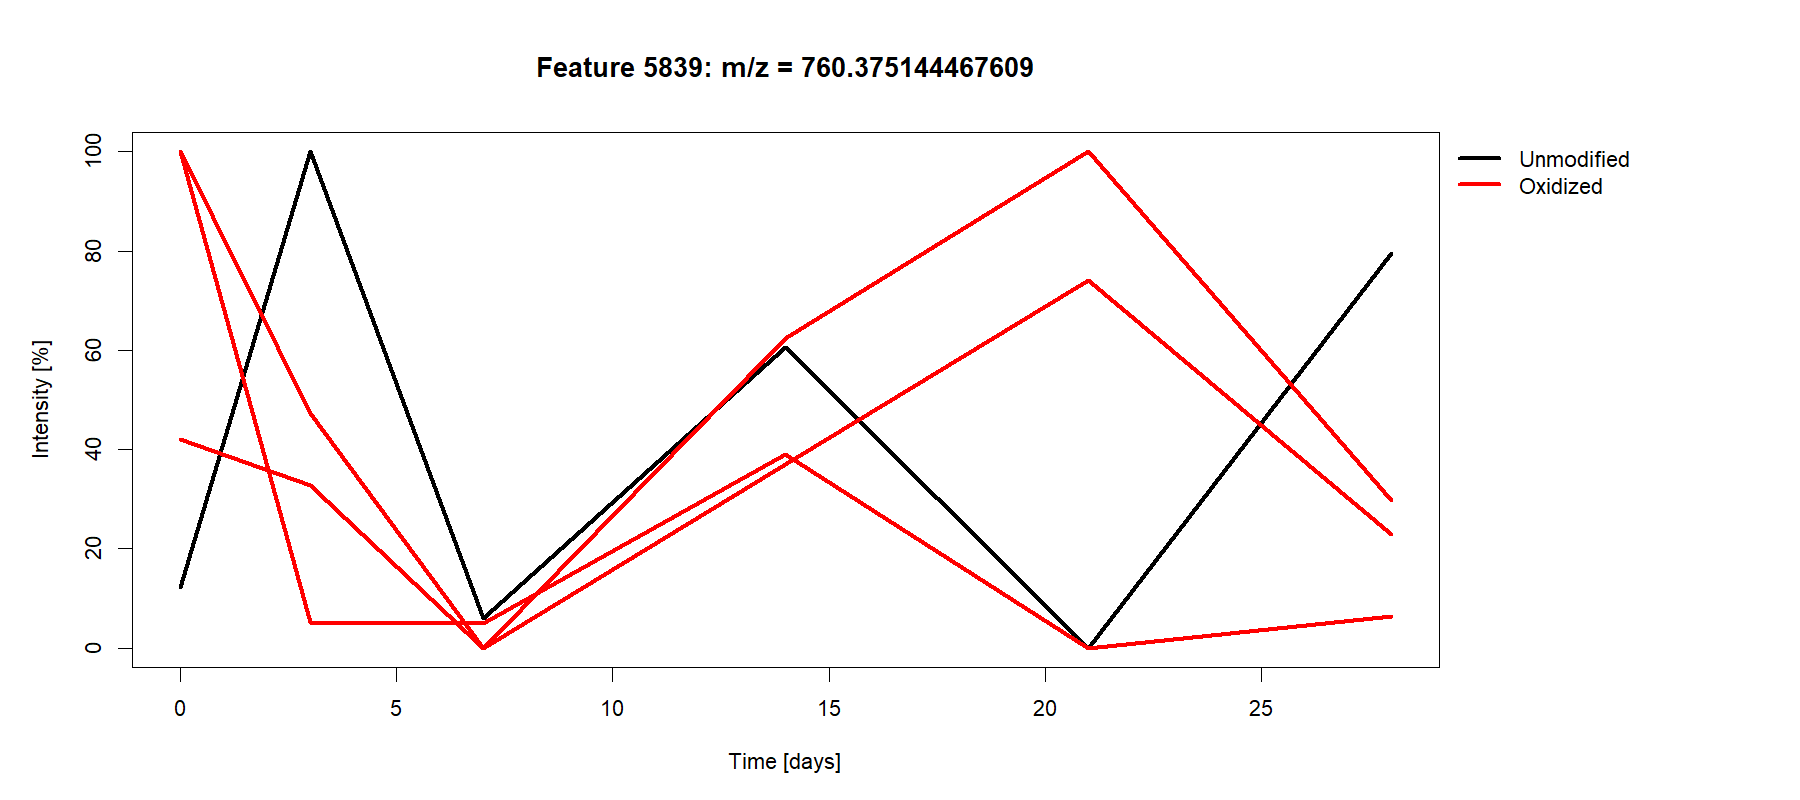 Feature 5839: m/z = 760.375144467609
Unmodified
Oxidized
100
80
60
40
20
0
Intensity [%]
0 5 10 15 20 25
Time [days]